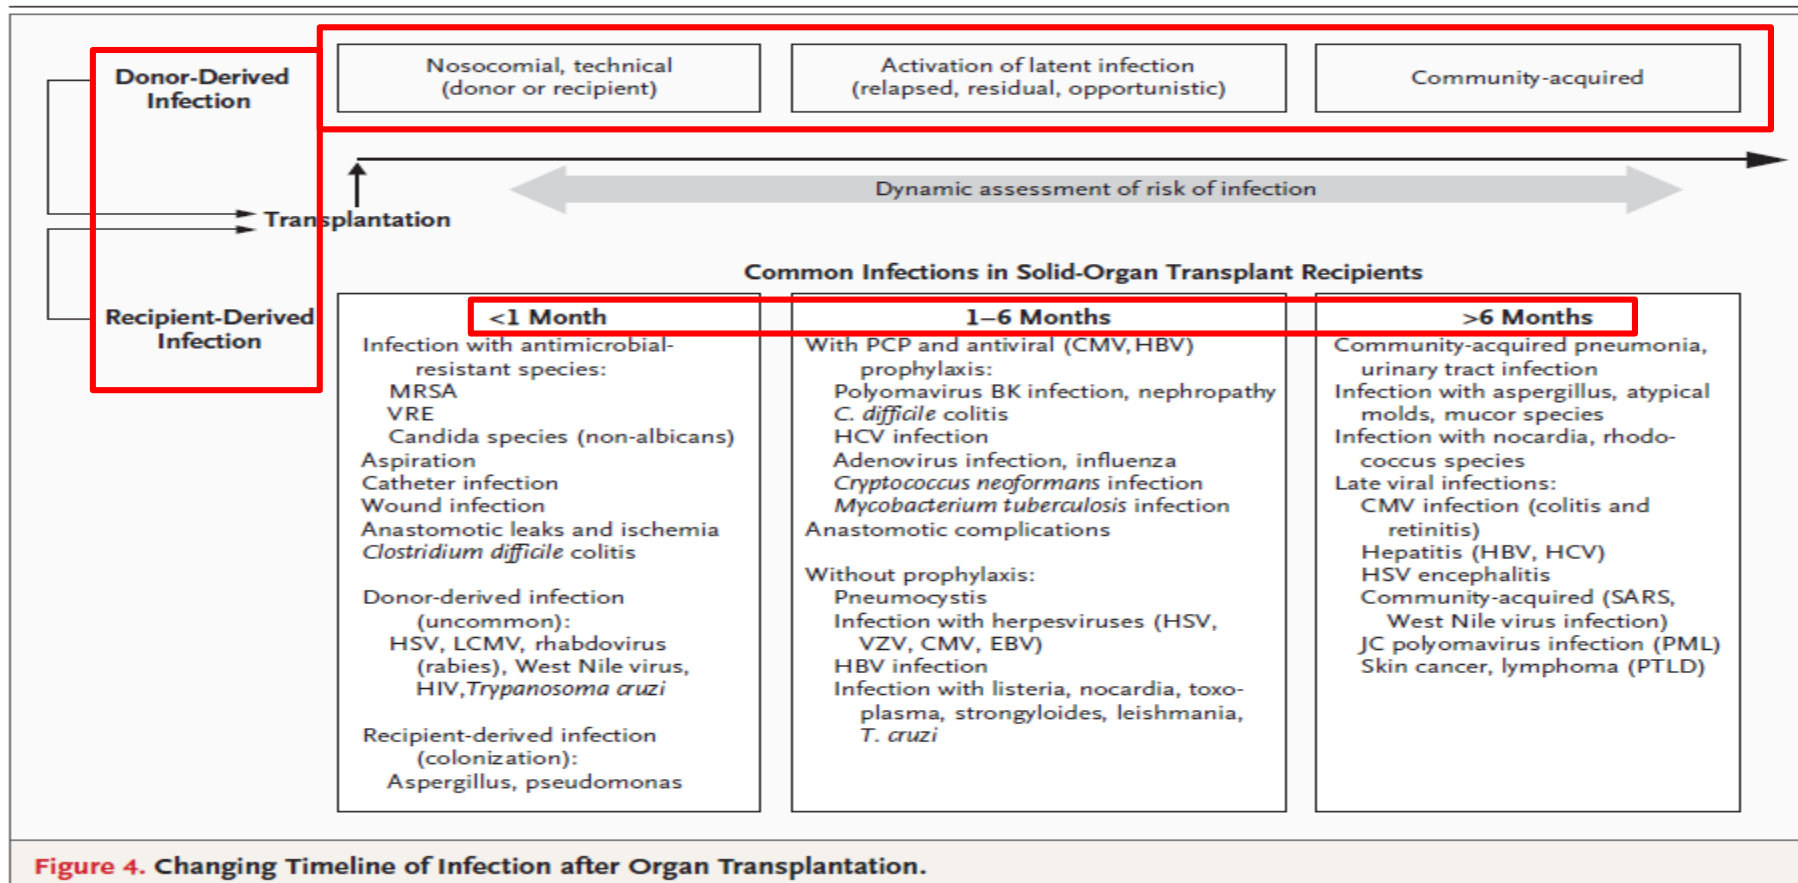 Donor-Derived
Infection
Nosocomial, technical
(donor or recipient)
Activation of latent infection
(relapsed, residual, opportunistic)
Community-acquired
Dynamic assessment of risk of infection
Transplantation
Recipient-Derived
Infection
Common Infections in Solid-Organ Transplant Recipients
<1 Month
Infection with antimicrobial-
resistant species:
MRSA
VRE
Candida species (non-albicans)
Aspiration
Catheter infection
Wound infection
Anastomotic leaks and ischemia
Clostridium difficile colitis
Donor-derived infection
(uncommon):
HSV, LCMV, rhabdovirus
(rabies), West Nile virus,
HIV,Trypanosoma cruzi
Recipient-derived infection
(colonization):
Aspergillus, pseudomonas
1–6 Months
With PCP and antiviral (CMV, HBV)
prophylaxis:
Polyomavirus BK infection, nephropathy
C. difficile colitis
HCV infection
Adenovirus infection, influenza
Cryptococcus neoformans infection
Mycobacterium tuberculosis infection
Anastomotic complications
Without prophylaxis:
Pneumocystis
Infection with herpesviruses (HSV,
VZV, CMV, EBV)
HBV infection
Infection with listeria, nocardia, toxo-
plasma, strongyloides, leishmania,
T. cruzi
>6 Months
Community-acquired pneumonia,
urinary tract infection
Infection with aspergillus, atypical
molds, mucor species
Infection with nocardia, rhodo-
coccus species
Late viral infections:
CMV infection (colitis and
retinitis)
Hepatitis (HBV, HCV)
HSV encephalitis
Community-acquired (SARS,
West Nile virus infection)
JC polyomavirus infection (PML)
Skin cancer, lymphoma (PTLD)
Figure 4. Changing Timeline of Infection after Organ Transplantation.